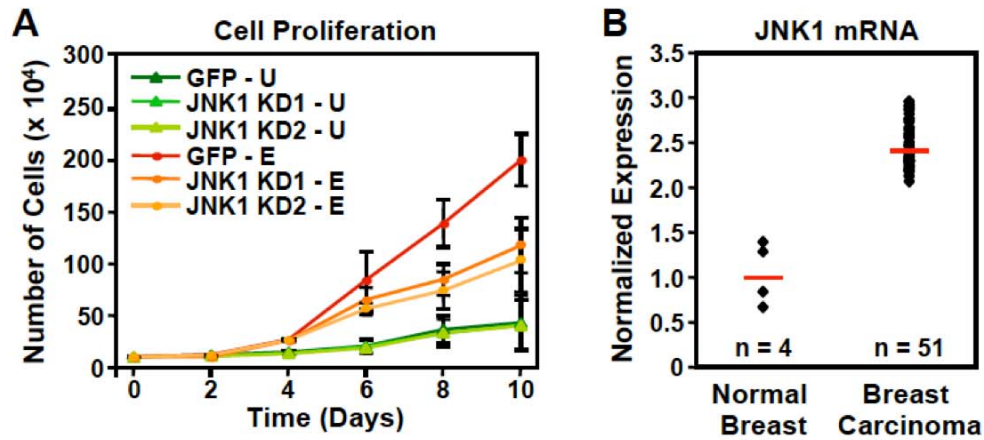 A
Cell Proliferation
Number of Cells (x 10⁴)
300
250
200
150
100
50
0
GFP - U
JNK1 KD1 - U
JNK1 KD2 - U
GFP - E
JNK1 KD1 - E
JNK1 KD2 - E
0 2 4 6 8 10
Time (Days)
B
JNK1 mRNA
Normalized Expression
3.5
3.0
2.5
2.0
1.5
1.0
0.5
0
n = 4 n = 51
Normal Breast
Breast Carcinoma